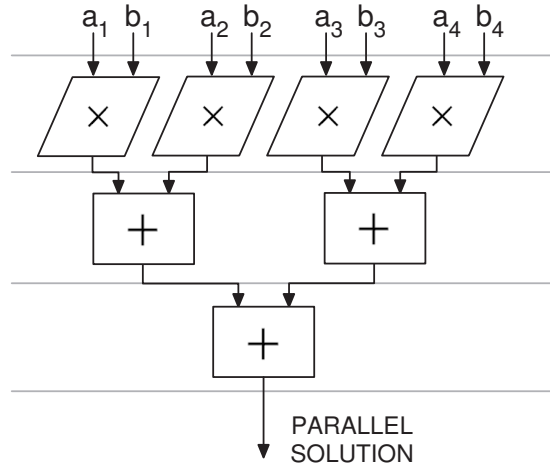 a₁ b₁ a₂ b₂ a₃ b₃ a₄ b₄
× × × ×
+ +
+
PARALLEL
SOLUTION